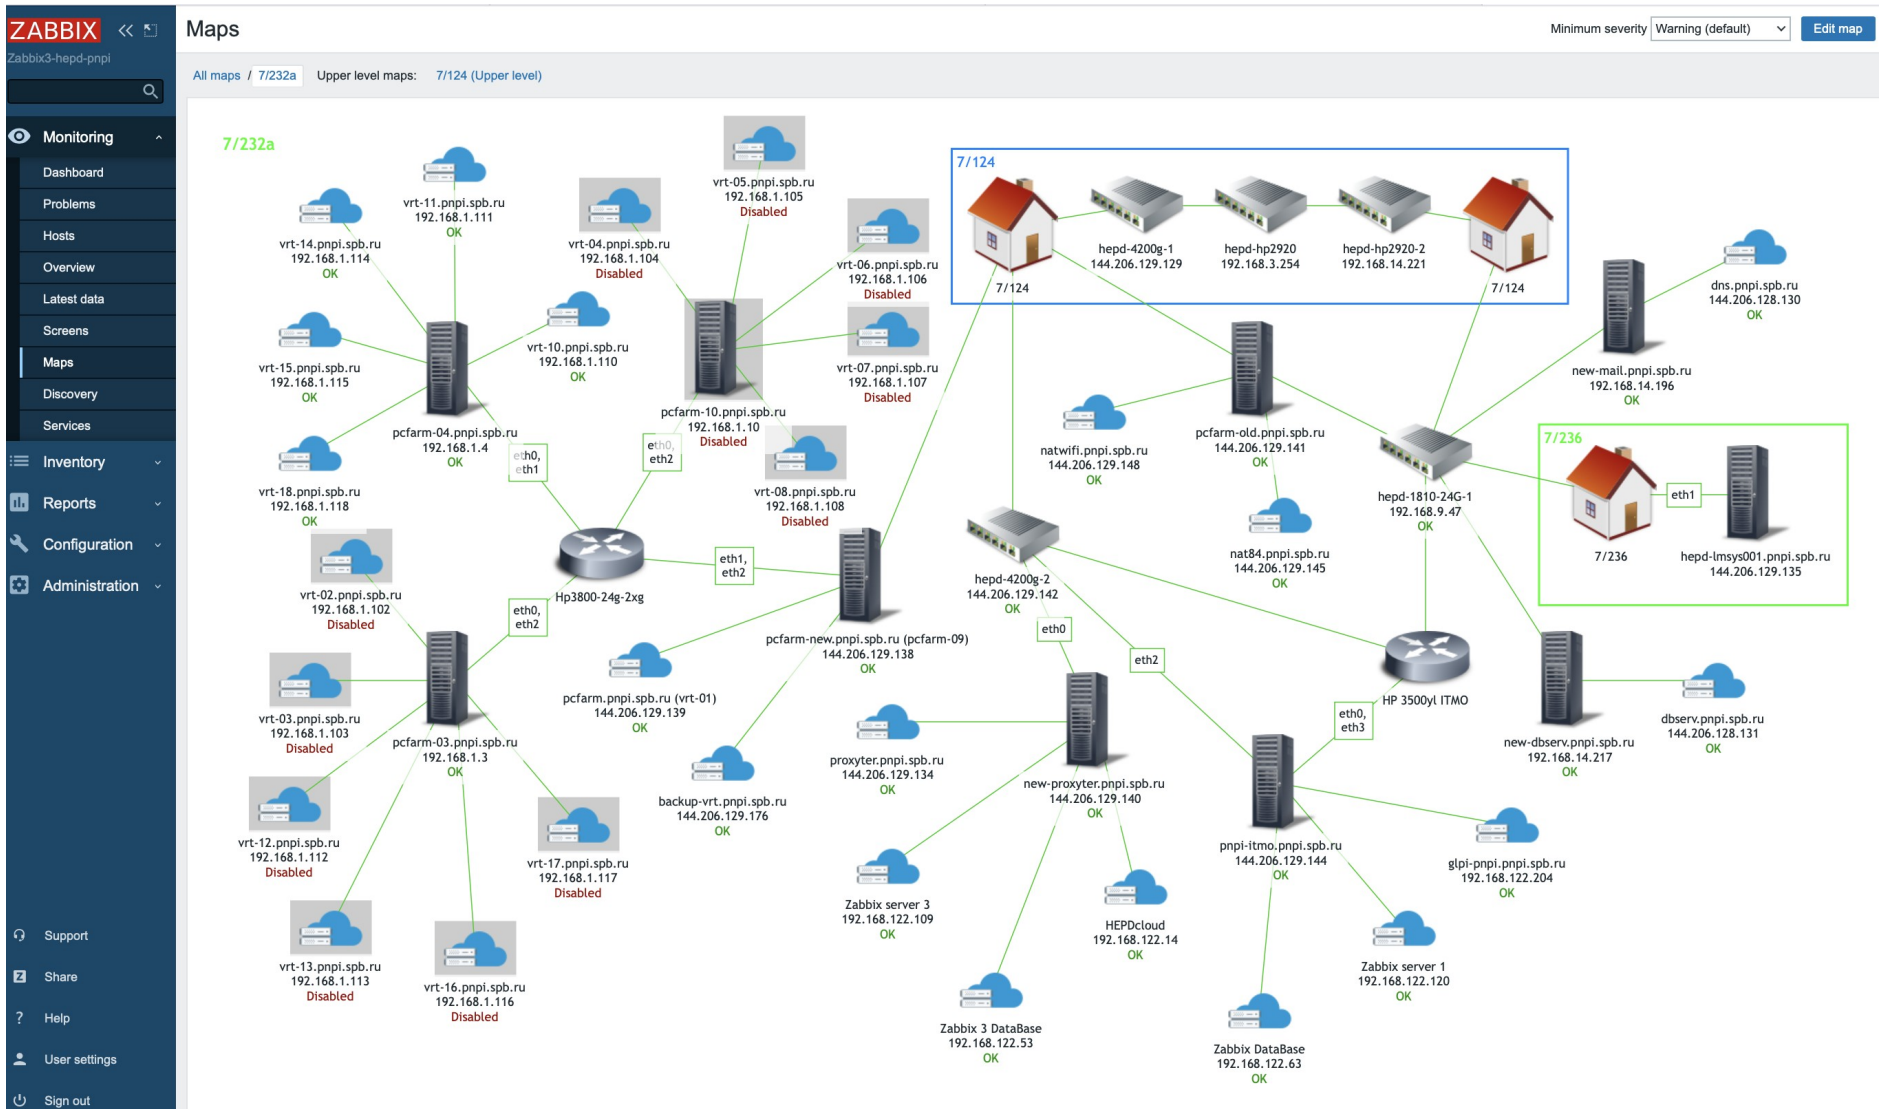 ZABBIX
Zabbix3-hepd-pnpi
Monitoring
Dashboard
Problems
Hosts
Overview
Latest data
Screens
Maps
Discovery
Services
Inventory
Reports
Configuration
Administration
Support
Z Share
? Help
User settings
Sign out
Maps
Minimum severity Warning (default) Edit map
All maps / 7/232a Upper level maps: 7/124 (Upper level)
7/232a
vrt-05.pnpi.spb.ru
192.168.1.105
Disabled
vrt-11.pnpi.spb.ru
192.168.1.111
OK
vrt-14.pnpi.spb.ru
192.168.1.114
OK
vrt-04.pnpi.spb.ru
192.168.1.104
Disabled
vrt-06.pnpi.spb.ru
192.168.1.106
Disabled
vrt-15.pnpi.spb.ru
192.168.1.115
OK
vrt-10.pnpi.spb.ru
192.168.1.110
OK
vrt-07.pnpi.spb.ru
192.168.1.107
Disabled
pcfarm-04.pnpi.spb.ru
192.168.1.4
OK
pcfarm-10.pnpi.spb.ru
192.168.1.10
Disabled
eth0,
eth1
eth0,
eth2
vrt-18.pnpi.spb.ru
192.168.1.118
OK
vrt-08.pnpi.spb.ru
192.168.1.108
Disabled
vrt-02.pnpi.spb.ru
192.168.1.102
Disabled
Hp3800-24g-2xg
eth1,
eth2
eth0,
eth2
pcfarm-new.pnpi.spb.ru (pcfarm-09)
144.206.129.138
OK
pcfarm.pnpi.spb.ru (vrt-01)
144.206.129.139
OK
vrt-03.pnpi.spb.ru
192.168.1.103
Disabled
pcfarm-03.pnpi.spb.ru
192.168.1.3
OK
backup-vrt.pnpi.spb.ru
144.206.129.176
OK
vrt-12.pnpi.spb.ru
192.168.1.112
Disabled
vrt-17.pnpi.spb.ru
192.168.1.117
Disabled
vrt-13.pnpi.spb.ru
192.168.1.113
Disabled
vrt-16.pnpi.spb.ru
192.168.1.116
Disabled
7/124
7/124
hepd-4200g-1
144.206.129.129
hepd-hp2920
192.168.3.254
hepd-hp2920-2
192.168.14.221
7/124
dns.pnpi.spb.ru
144.206.128.130
OK
new-mail.pnpi.spb.ru
192.168.14.196
OK
natwifi.pnpi.spb.ru
144.206.129.148
OK
pcfarm-old.pnpi.spb.ru
144.206.129.141
OK
hepd-1810-24G-1
192.168.9.47
OK
7/236
7/236
eth1
hepd-lmsys001.pnpi.spb.ru
144.206.129.135
nat84.pnpi.spb.ru
144.206.129.145
OK
hepd-4200g-2
144.206.129.142
OK
eth0
eth2
HP 3500yl ITMO
eth0,
eth3
new-dbserv.pnpi.spb.ru
192.168.14.217
OK
dbserv.pnpi.spb.ru
144.206.128.131
OK
proxyter.pnpi.spb.ru
144.206.129.134
OK
new-proxyter.pnpi.spb.ru
144.206.129.140
OK
pnpi-itmo.pnpi.spb.ru
144.206.129.144
OK
glpi-pnpi.pnpi.spb.ru
192.168.122.204
OK
Zabbix server 3
192.168.122.109
OK
HEPDcloud
192.168.122.14
OK
Zabbix server 1
192.168.122.120
OK
Zabbix 3 DataBase
192.168.122.53
OK
Zabbix DataBase
192.168.122.63
OK